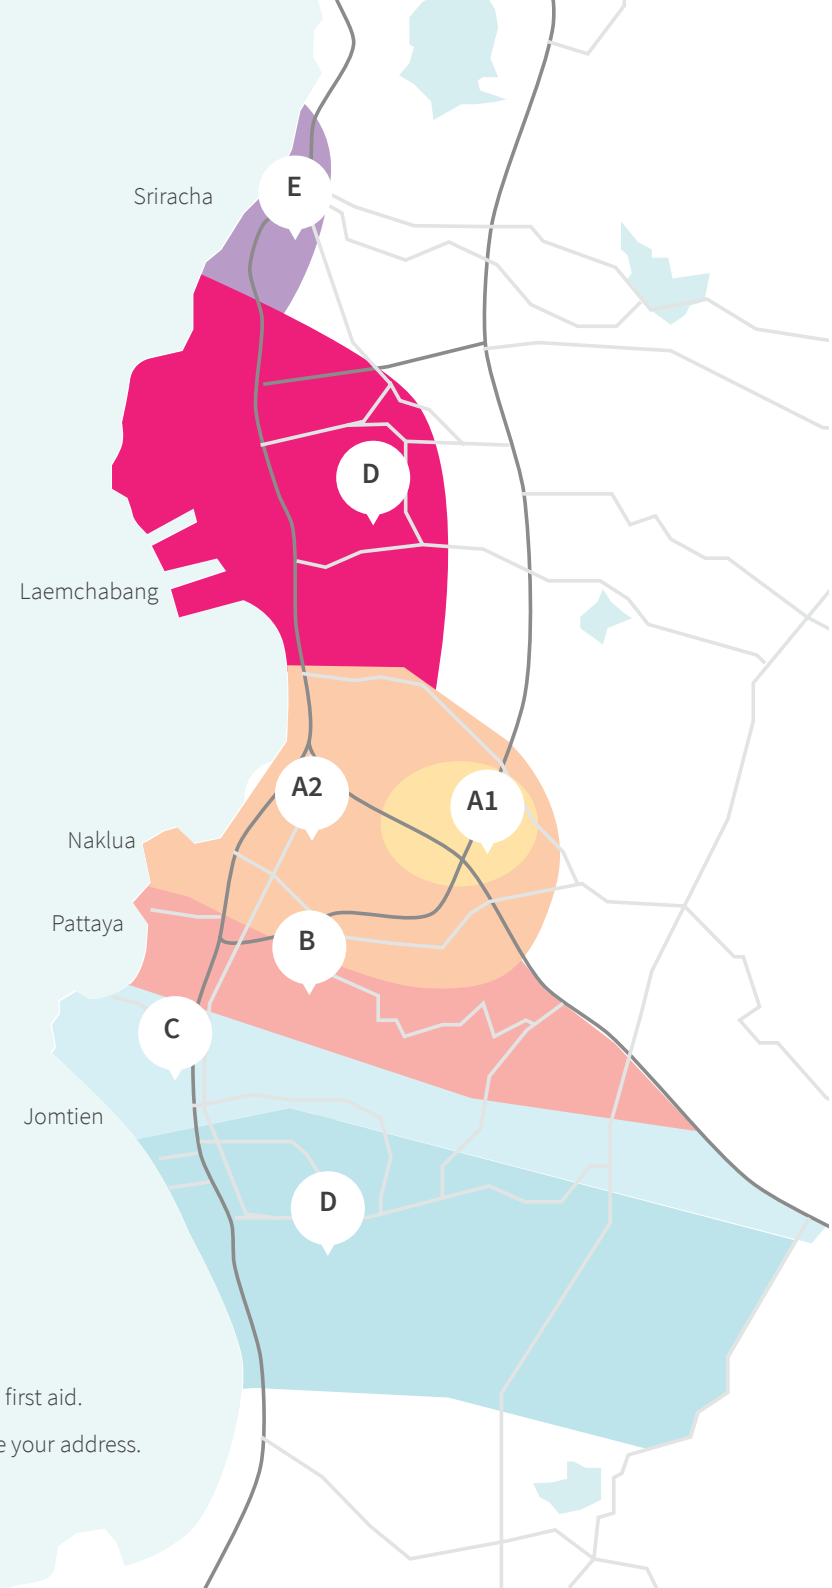 E
Sriracha
D
Laemchabang
A2
A1
Naklua
Pattaya
B
C
Jomtien
D
first aid.
your address.